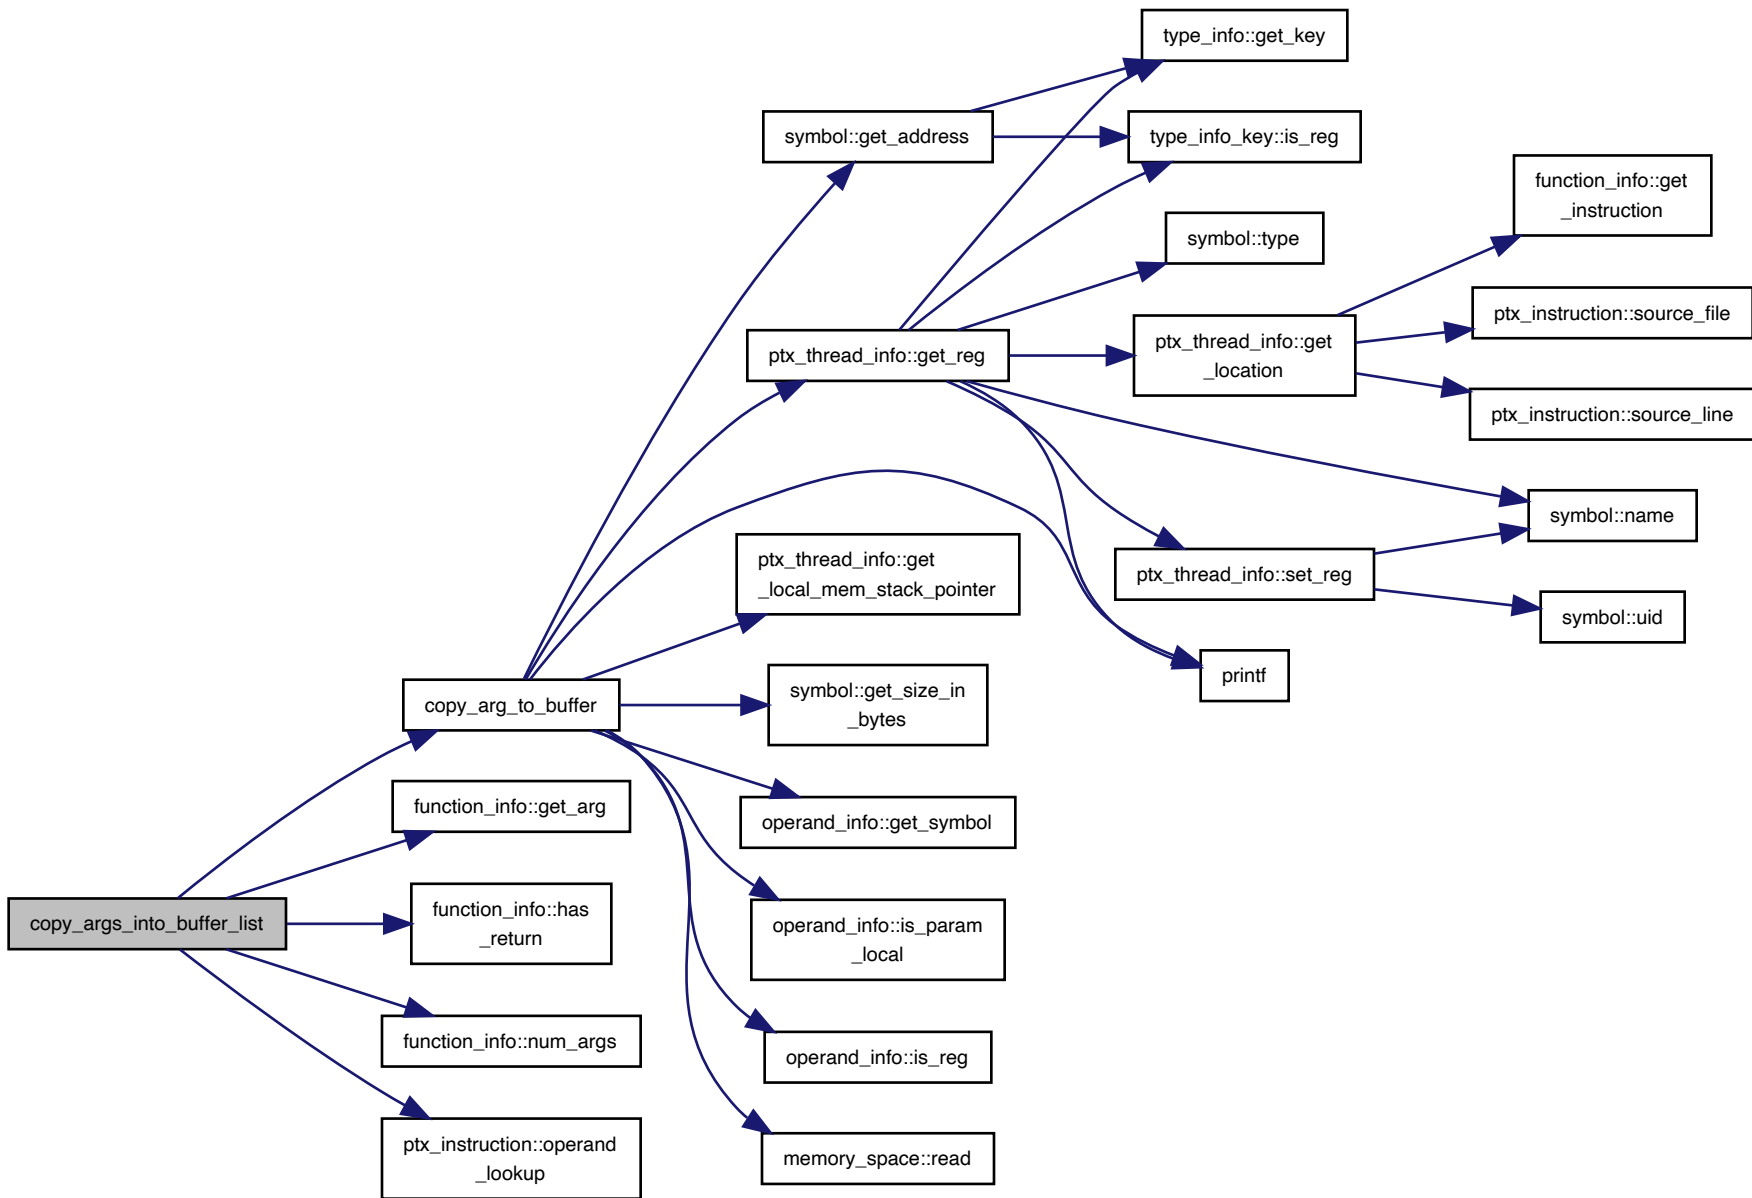 type_info::get_key
symbol::get_address
type_info_key::is_reg
function_info::get
_instruction
symbol::type
ptx_instruction::source_file
ptx_thread_info::get_reg
ptx_thread_info::get
_location
ptx_instruction::source_line
symbol::name
ptx_thread_info::get
_local_mem_stack_pointer
ptx_thread_info::set_reg
symbol::uid
printf
copy_arg_to_buffer
symbol::get_size_in
_bytes
function_info::get_arg
operand_info::get_symbol
copy_args_into_buffer_list
function_info::has
_return
operand_info::is_param
_local
function_info::num_args
operand_info::is_reg
ptx_instruction::operand
_lookup
memory_space::read